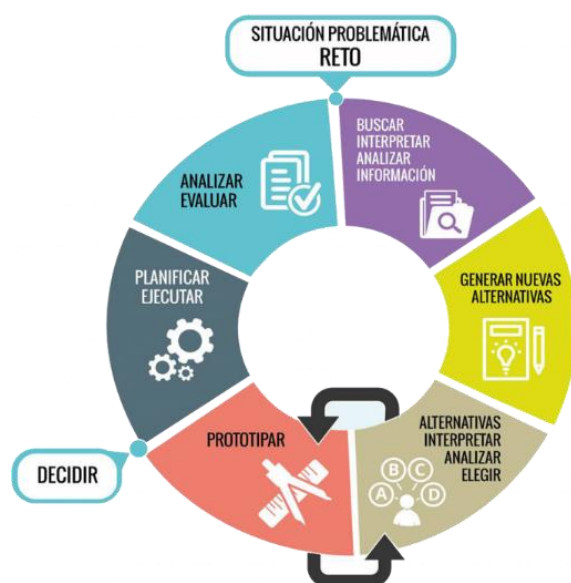 SITUACIÓN PROBLEMÁTICA
RETO
BUSCAR
INTERPRETAR
ANALIZAR
INFORMACIÓN
GENERAR NUEVAS
ALTERNATIVAS
ALTERNATIVAS
INTERPRETAR
ANALIZAR
ELEGIR
A B C D
PROTOTIPAR
DECIDIR
PLANIFICAR
EJECUTAR
ANALIZAR
EVALUAR